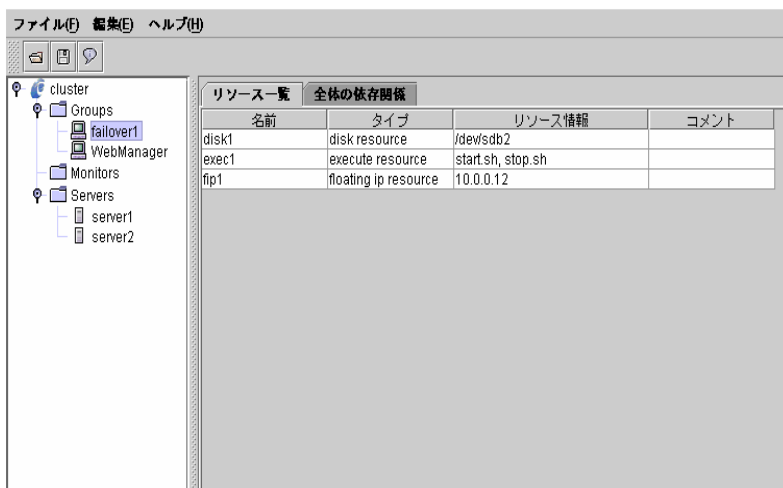 ファイル(F) 編集(E) ヘルプ(H)
cluster
Groups
failover1
WebManager
Monitors
Servers
server1
server2
リソース一覧 全体の依存関係
名前 タイプ リソース情報 コメント
disk1 disk resource /dev/sdb2
exec1 execute resource start.sh, stop.sh
fip1 floating ip resource 10.0.0.12